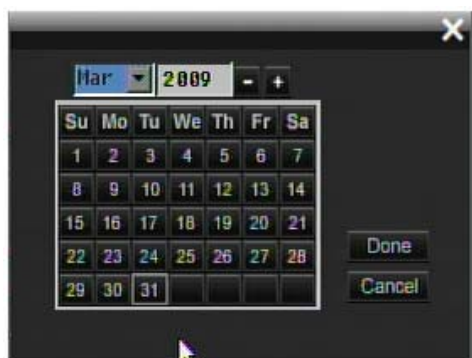 Mar 2009 - +
Su Mo Tu We Th Fr Sa
1 2 3 4 5 6 7
8 9 10 11 12 13 14
15 16 17 18 19 20 21
22 23 24 25 26 27 28
Done
29 30 31
Cancel